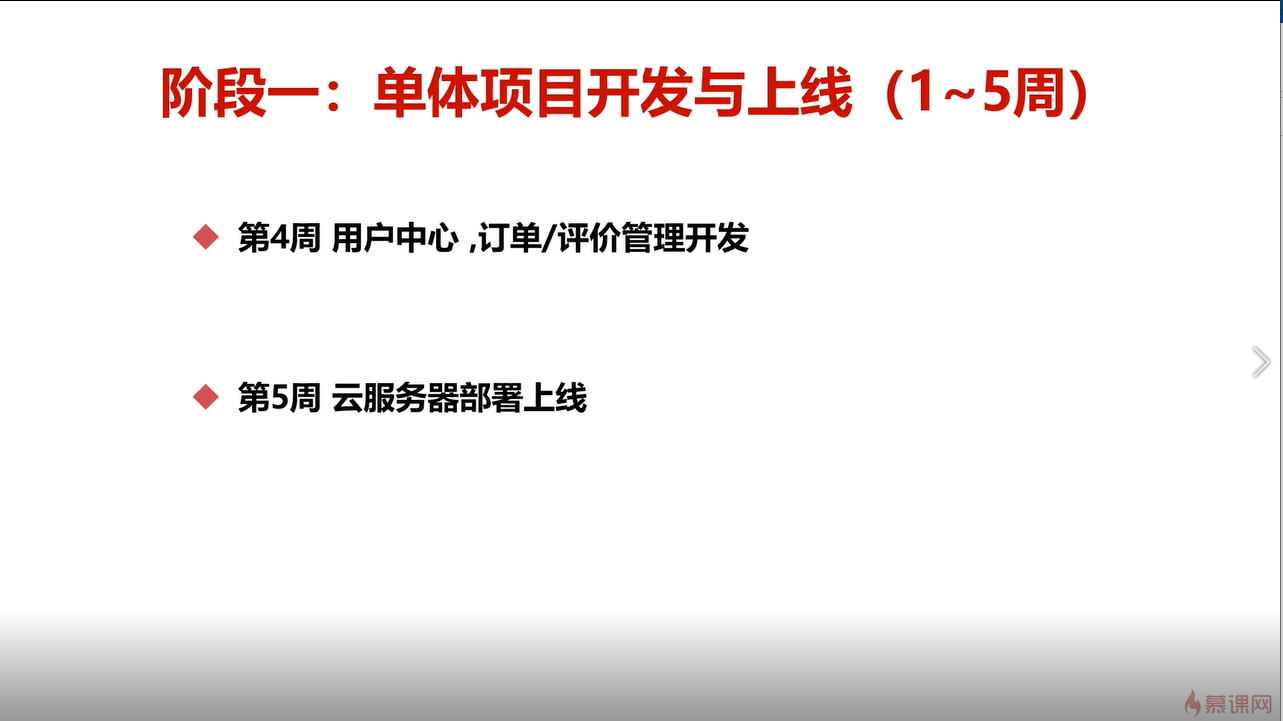 阶段一：单体项目开发与上线（1~5周）
第4周 用户中心 ,订单/评价管理开发
第5周 云服务器部署上线
慕课网